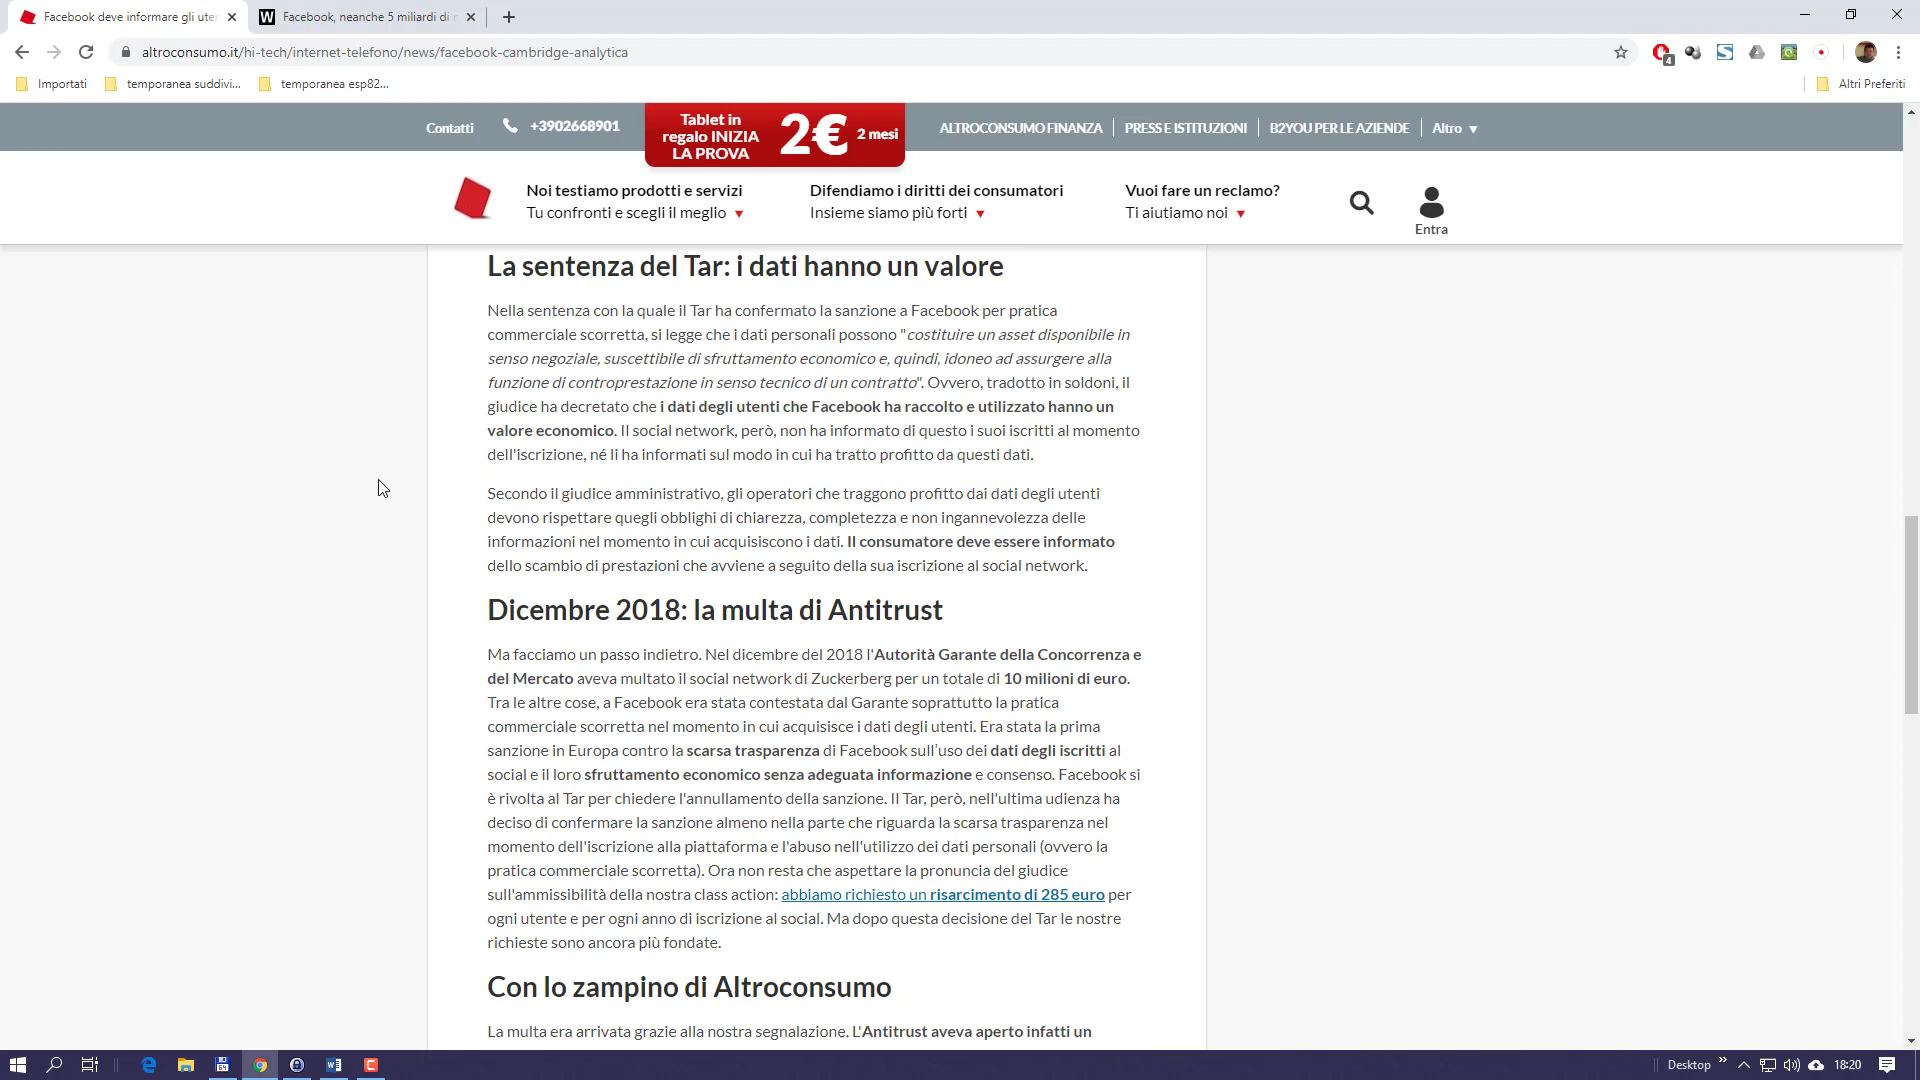 Facebook deve informare gli uten
Facebook, neanche 5 miliardi di m
altroconsumo.it/hi-tech/internet-telefono/news/facebook-cambridge-analytica
4
Importati
temporanea suddivi...
temporanea esp82...
Altri Preferiti
Contatti
+3902668901
Tablet in
regalo INIZIA
LA PROVA
2€
2 mesi
ALTROCONSUMO FINANZA
PRESS E ISTITUZIONI
B2YOU PER LE AZIENDE
Altro
Noi testiamo prodotti e servizi
Tu confronti e scegli il meglio
Difendiamo i diritti dei consumatori
Insieme siamo più forti
Vuoi fare un reclamo?
Ti aiutiamo noi
Entra
La sentenza del Tar: i dati hanno un valore
Nella sentenza con la quale il Tar ha confermato la sanzione a Facebook per pratica
commerciale scorretta, si legge che i dati personali possono "costituire un asset disponibile in
senso negoziale, suscettibile di sfruttamento economico e, quindi, idoneo ad assurgere alla
funzione di controprestazione in senso tecnico di un contratto". Ovvero, tradotto in soldoni, il
giudice ha decretato che i dati degli utenti che Facebook ha raccolto e utilizzato hanno un
valore economico. Il social network, però, non ha informato di questo i suoi iscritti al momento
dell'iscrizione, né li ha informati sul modo in cui ha tratto profitto da questi dati.
Secondo il giudice amministrativo, gli operatori che traggono profitto dai dati degli utenti
devono rispettare quegli obblighi di chiarezza, completezza e non ingannevolezza delle
informazioni nel momento in cui acquisiscono i dati. Il consumatore deve essere informato
dello scambio di prestazioni che avviene a seguito della sua iscrizione al social network.
Dicembre 2018: la multa di Antitrust
Ma facciamo un passo indietro. Nel dicembre del 2018 l'Autorità Garante della Concorrenza e
del Mercato aveva multato il social network di Zuckerberg per un totale di 10 milioni di euro.
Tra le altre cose, a Facebook era stata contestata dal Garante soprattutto la pratica
commerciale scorretta nel momento in cui acquisisce i dati degli utenti. Era stata la prima
sanzione in Europa contro la scarsa trasparenza di Facebook sull’uso dei dati degli iscritti al
social e il loro sfruttamento economico senza adeguata informazione e consenso. Facebook si
è rivolta al Tar per chiedere l'annullamento della sanzione. Il Tar, però, nell'ultima udienza ha
deciso di confermare la sanzione almeno nella parte che riguarda la scarsa trasparenza nel
momento dell'iscrizione alla piattaforma e l'abuso nell'utilizzo dei dati personali (ovvero la
pratica commerciale scorretta). Ora non resta che aspettare la pronuncia del giudice
sull'ammissibilità della nostra class action: abbiamo richiesto un risarcimento di 285 euro per
ogni utente e per ogni anno di iscrizione al social. Ma dopo questa decisione del Tar le nostre
richieste sono ancora più fondate.
Con lo zampino di Altroconsumo
La multa era arrivata grazie alla nostra segnalazione. L'Antitrust aveva aperto infatti un
Desktop
18:20